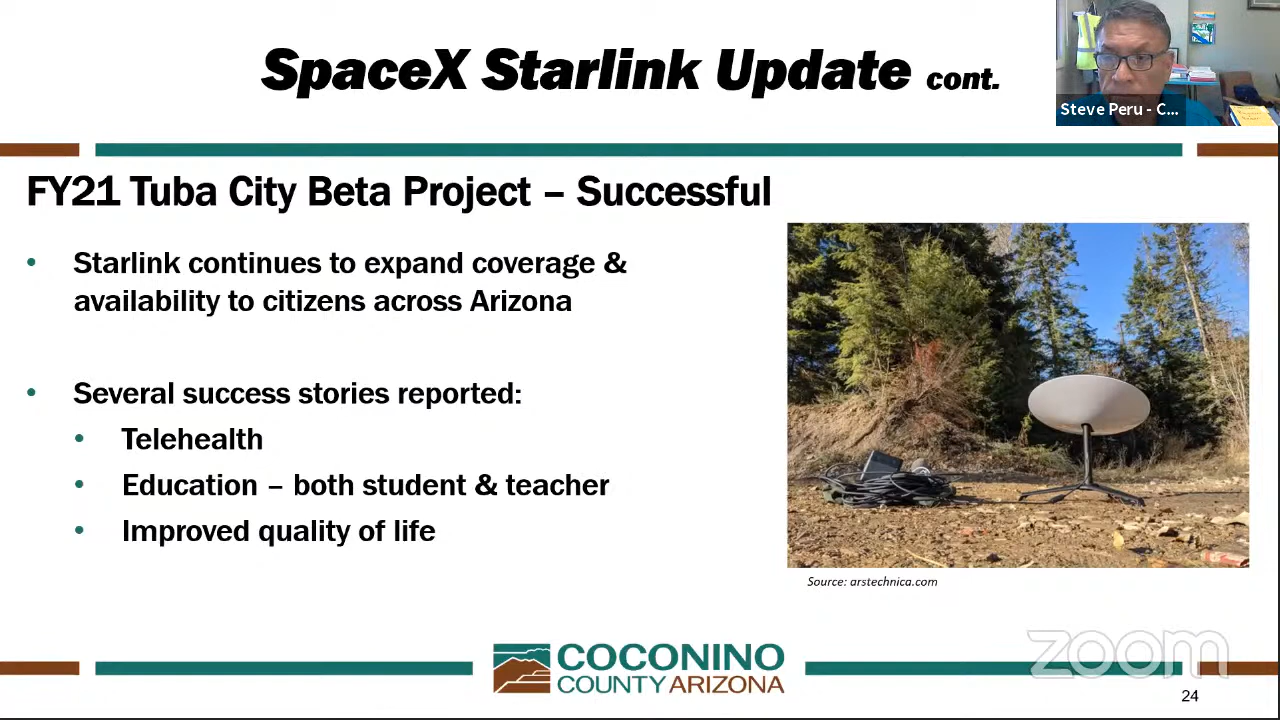 SpaceX Starlink Update cont.
Steve Peru - C...
FY21 Tuba City Beta Project – Successful
• Starlink continues to expand coverage &
availability to citizens across Arizona
• Several success stories reported:
• Telehealth
• Education – both student & teacher
• Improved quality of life
Source: arstechnica.com
COCONINO
COUNTY ARIZONA
zoom
24